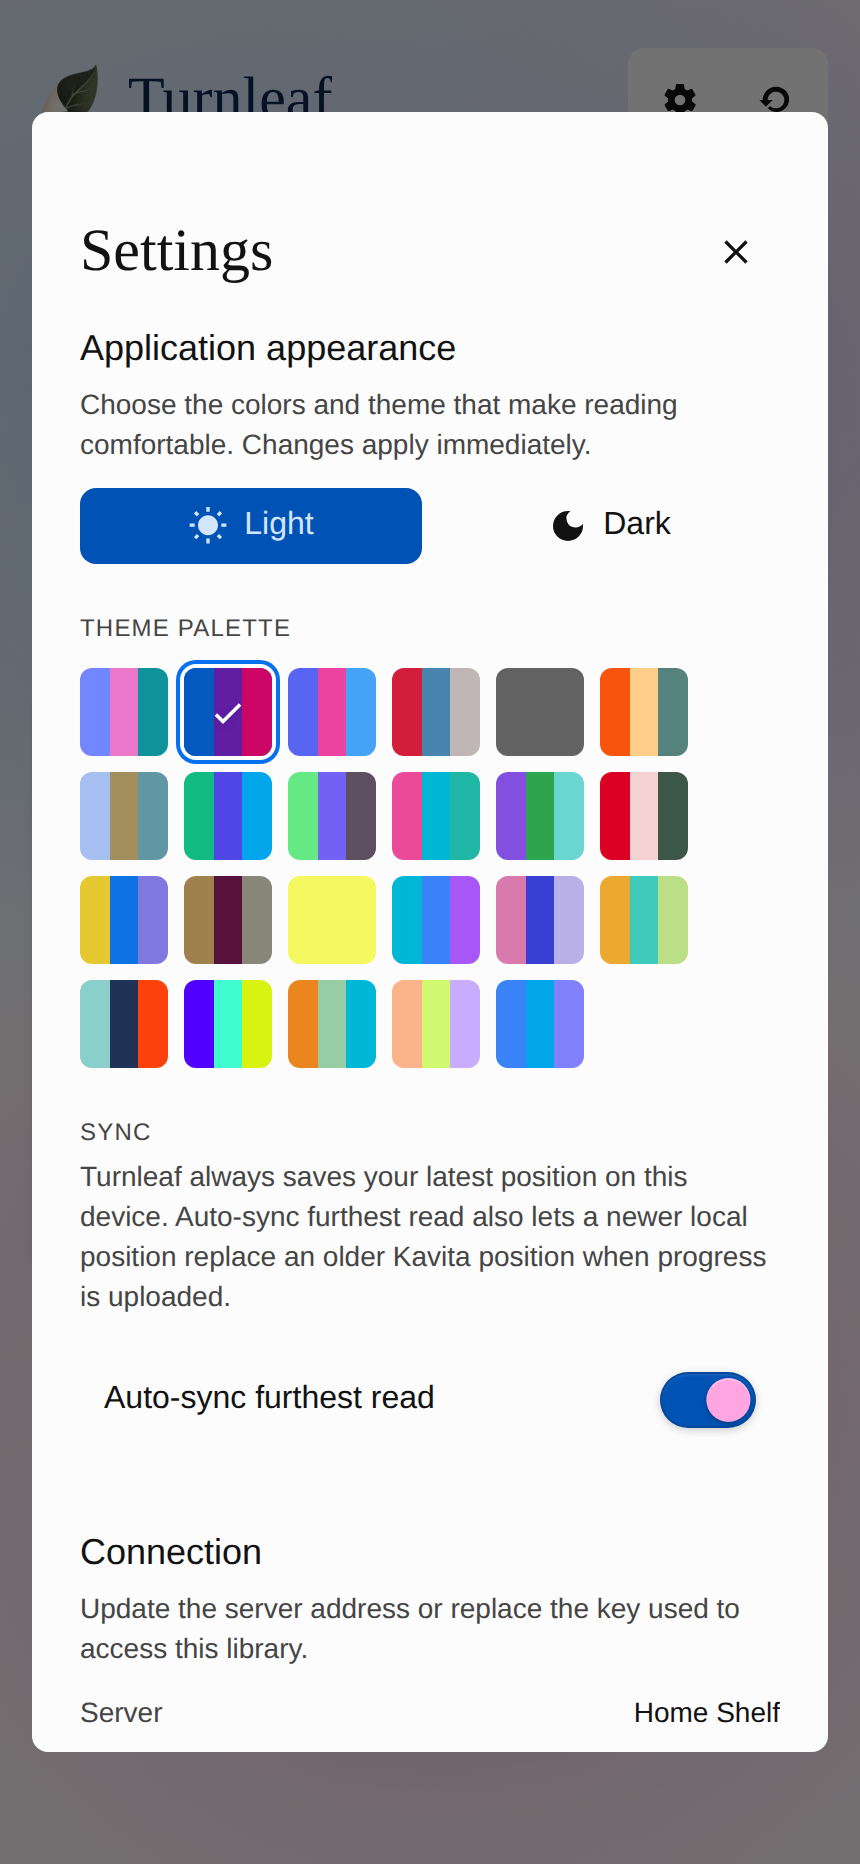 Turnleaf
Settings
Application appearance
Choose the colors and theme that make reading
comfortable. Changes apply immediately.
Light
Dark
THEME PALETTE
SYNC
Turnleaf always saves your latest position on this
device. Auto-sync furthest read also lets a newer local
position replace an older Kavita position when progress
is uploaded.
Auto-sync furthest read
Connection
Update the server address or replace the key used to
access this library.
Server
Home Shelf